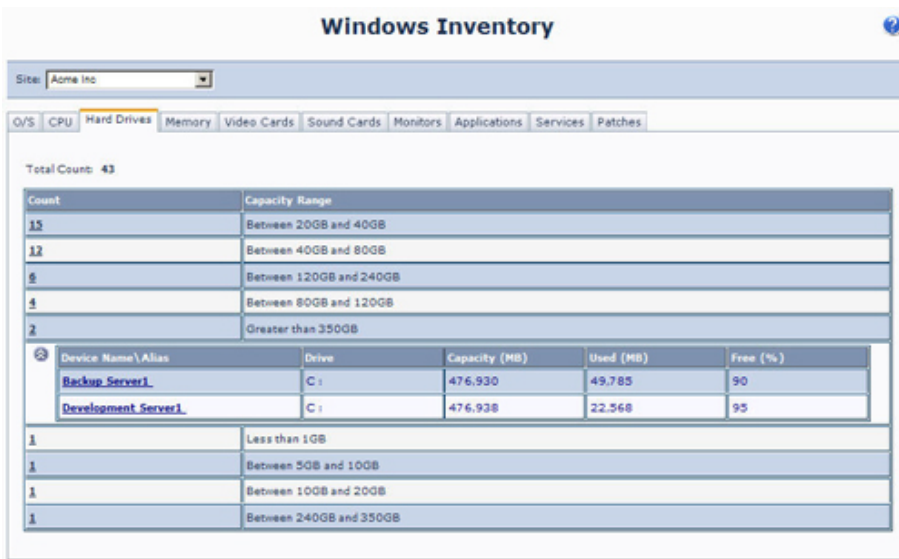 Windows Inventory
?
Site: Acme Inc
O/S CPU Hard Drives Memory Video Cards Sound Cards Monitors Applications Services Patches
Total Count: 43
Count Capacity Range
15 Between 20GB and 40GB
12 Between 40GB and 80GB
6 Between 120GB and 240GB
4 Between 80GB and 120GB
2 Greater than 350GB
Device Name\Alias Drive Capacity (MB) Used (MB) Free (%)
Backup Server1 C: 476,930 49,785 90
Development Server1 C: 476,938 22,568 95
1 Less than 1GB
1 Between 5GB and 10GB
1 Between 10GB and 20GB
1 Between 240GB and 350GB